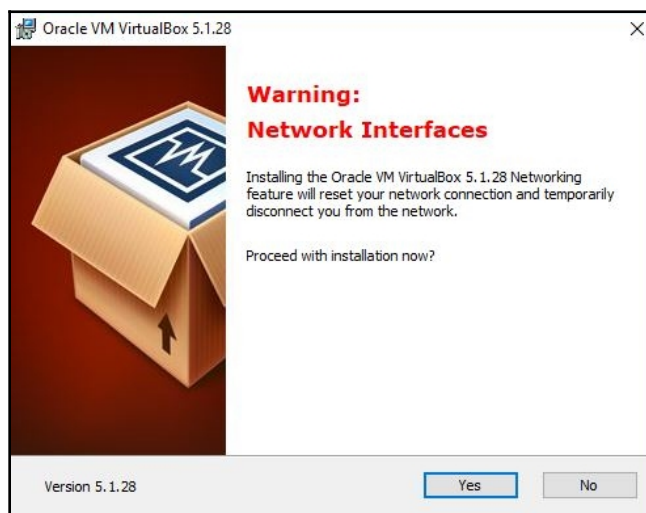 Oracle VM VirtualBox 5.1.28
Warning:
Network Interfaces
Installing the Oracle VM VirtualBox 5.1.28 Networking
feature will reset your network connection and temporarily
disconnect you from the network.
Proceed with installation now?
Version 5.1.28
Yes
No